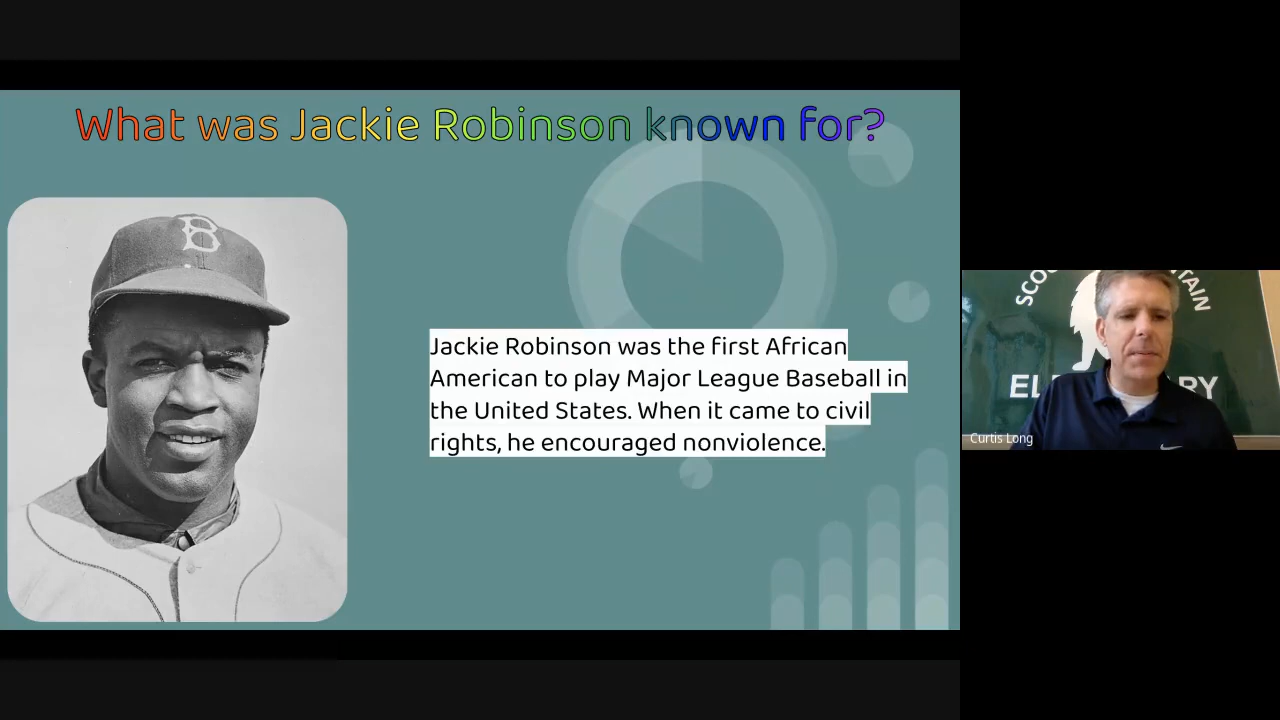 What was Jackie Robinson known for?
B
Jackie Robinson was the first African
American to play Major League Baseball in
the United States. When it came to civil
rights, he encouraged nonviolence.
Curtis Long